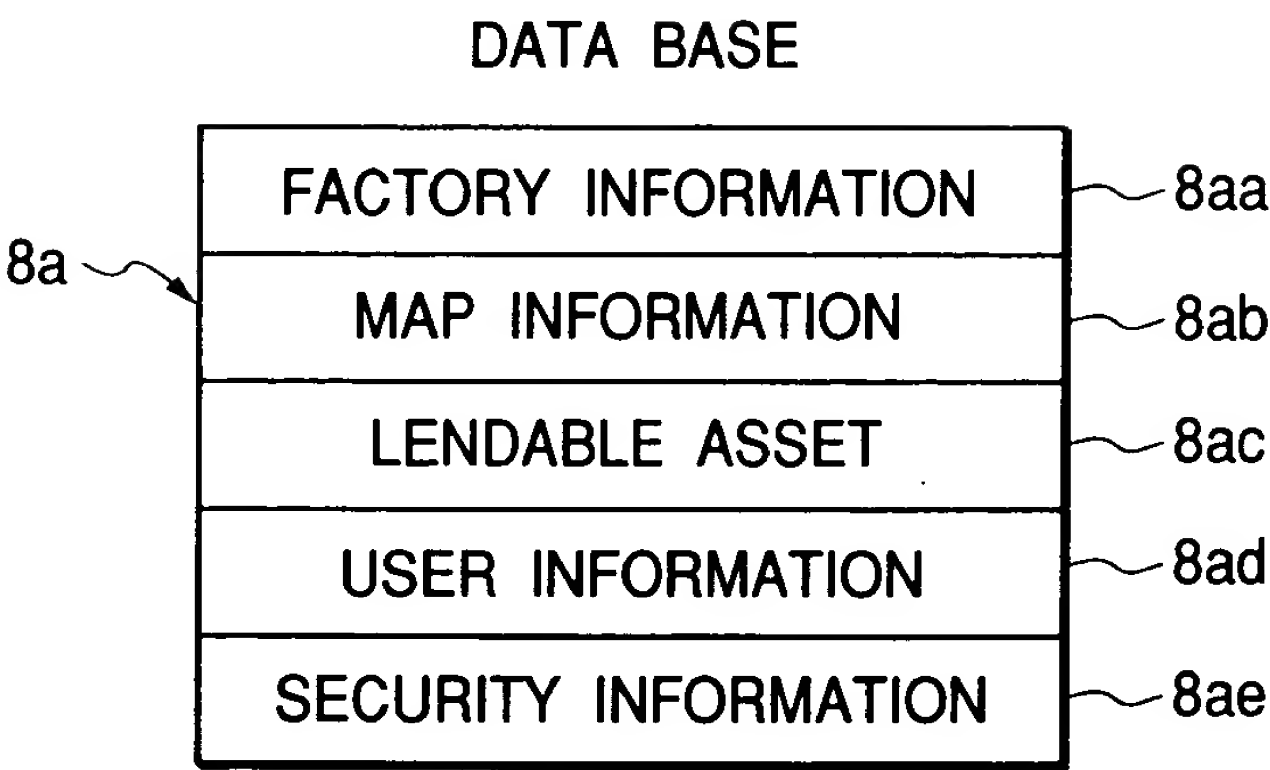 DATA BASE
FACTORY INFORMATION 8aa
8a
MAP INFORMATION 8ab
LENDABLE ASSET 8ac
USER INFORMATION 8ad
SECURITY INFORMATION 8ae